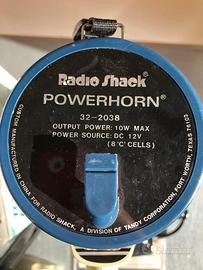 Radio Shack®
POWERHORN®
32-2038
OUTPUT POWER: 10W MAX
POWER SOURCE: DC 12V
(8 'C' CELLS)
CUSTOM MANUFACTURED IN CHINA FOR RADIO SHACK, A DIVISION OF TANDY CORPORATION, FORT WORTH, TEXAS 76102